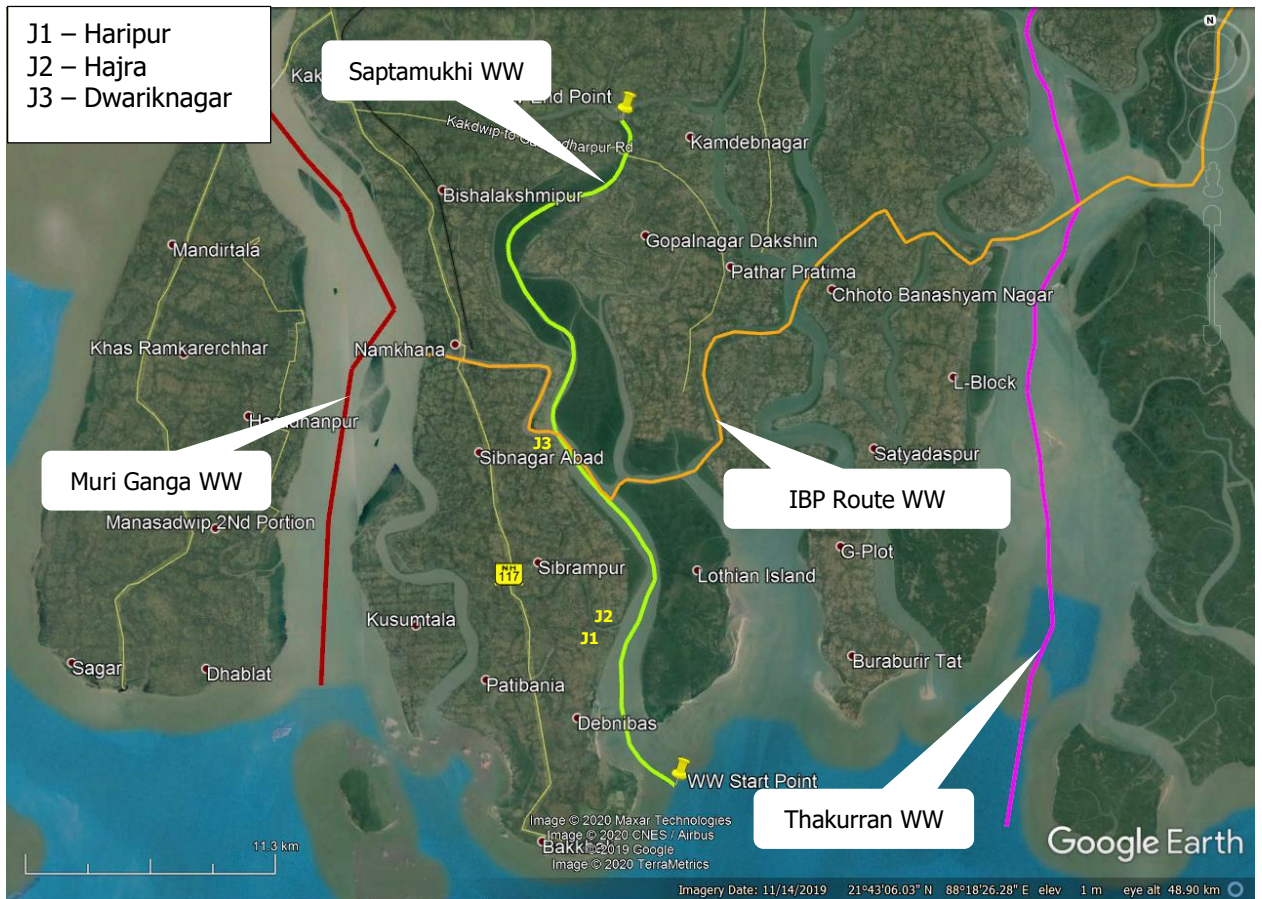 J1 – Haripur
J2 – Hajra
J3 – Dwariknagar
Saptamukhi WW
End Point
Kakdwip to
Rd
Kamdebnagar
Bishalakshmipur
Mandirtala
Gopalnagar Dakshin
Pathar Pratima
Chhoto Banashyam Nagar
Khas Ramkarerchhar
Namkhana
L-Block
J3
Sibnagar Abad
Satyadaspur
Muri Ganga WW
IBP Route WW
Manasadwip 2Nd Portion
G-Plot
NH
117
Sibrampur
Lothian Island
Kusumtala
J2
J1
Sagar
Dhablat
Buraburir Tat
Patibania
Debnibas
WW Start Point
Thakurran WW
Image © 2020 Maxar Technologies
Image © 2020 CNES / Airbus
© 2019 Google
Image © 2020 TerraMetrics
Google Earth
11.3 km
N
Imagery Date: 11/14/2019 21°43'06.03" N 88°18'26.28" E elev 1 m eye alt 48.90 km